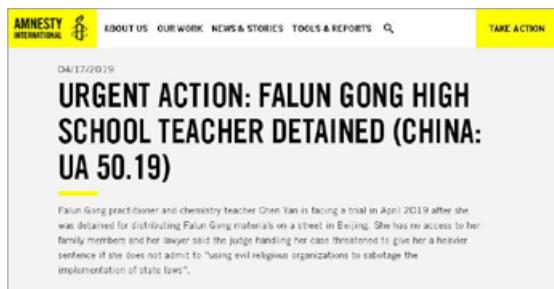 AMNESTY INTERNATIONAL ABOUT US OUR WORK NEWS & STORIES TOOLS & REPORTS TAKE ACTION
04/17/2019
URGENT ACTION: FALUN GONG HIGH
SCHOOL TEACHER DETAINED (CHINA:
UA 50.19)
Falun Gong practitioner and chemistry teacher Chen Yan is facing a trial in April 2019 after she
was detained for distributing Falun Gong materials on a street in Beijing. She has no access to her
family members and her lawyer said the judge handling her case threatened to give her a heavier
sentence if she does not admit to "using evil religious organizations to sabotage the
implementation of state laws".